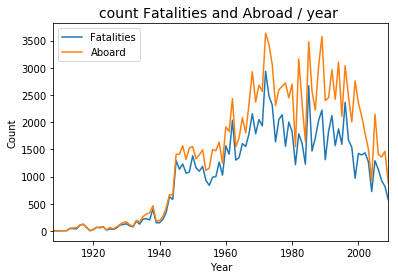 count Fatalities and Abroad / year
Fatalities
Aboard
3500
3000
2500
2000
1500
1000
500
0
Count
1920
1940
1960
1980
2000
Year